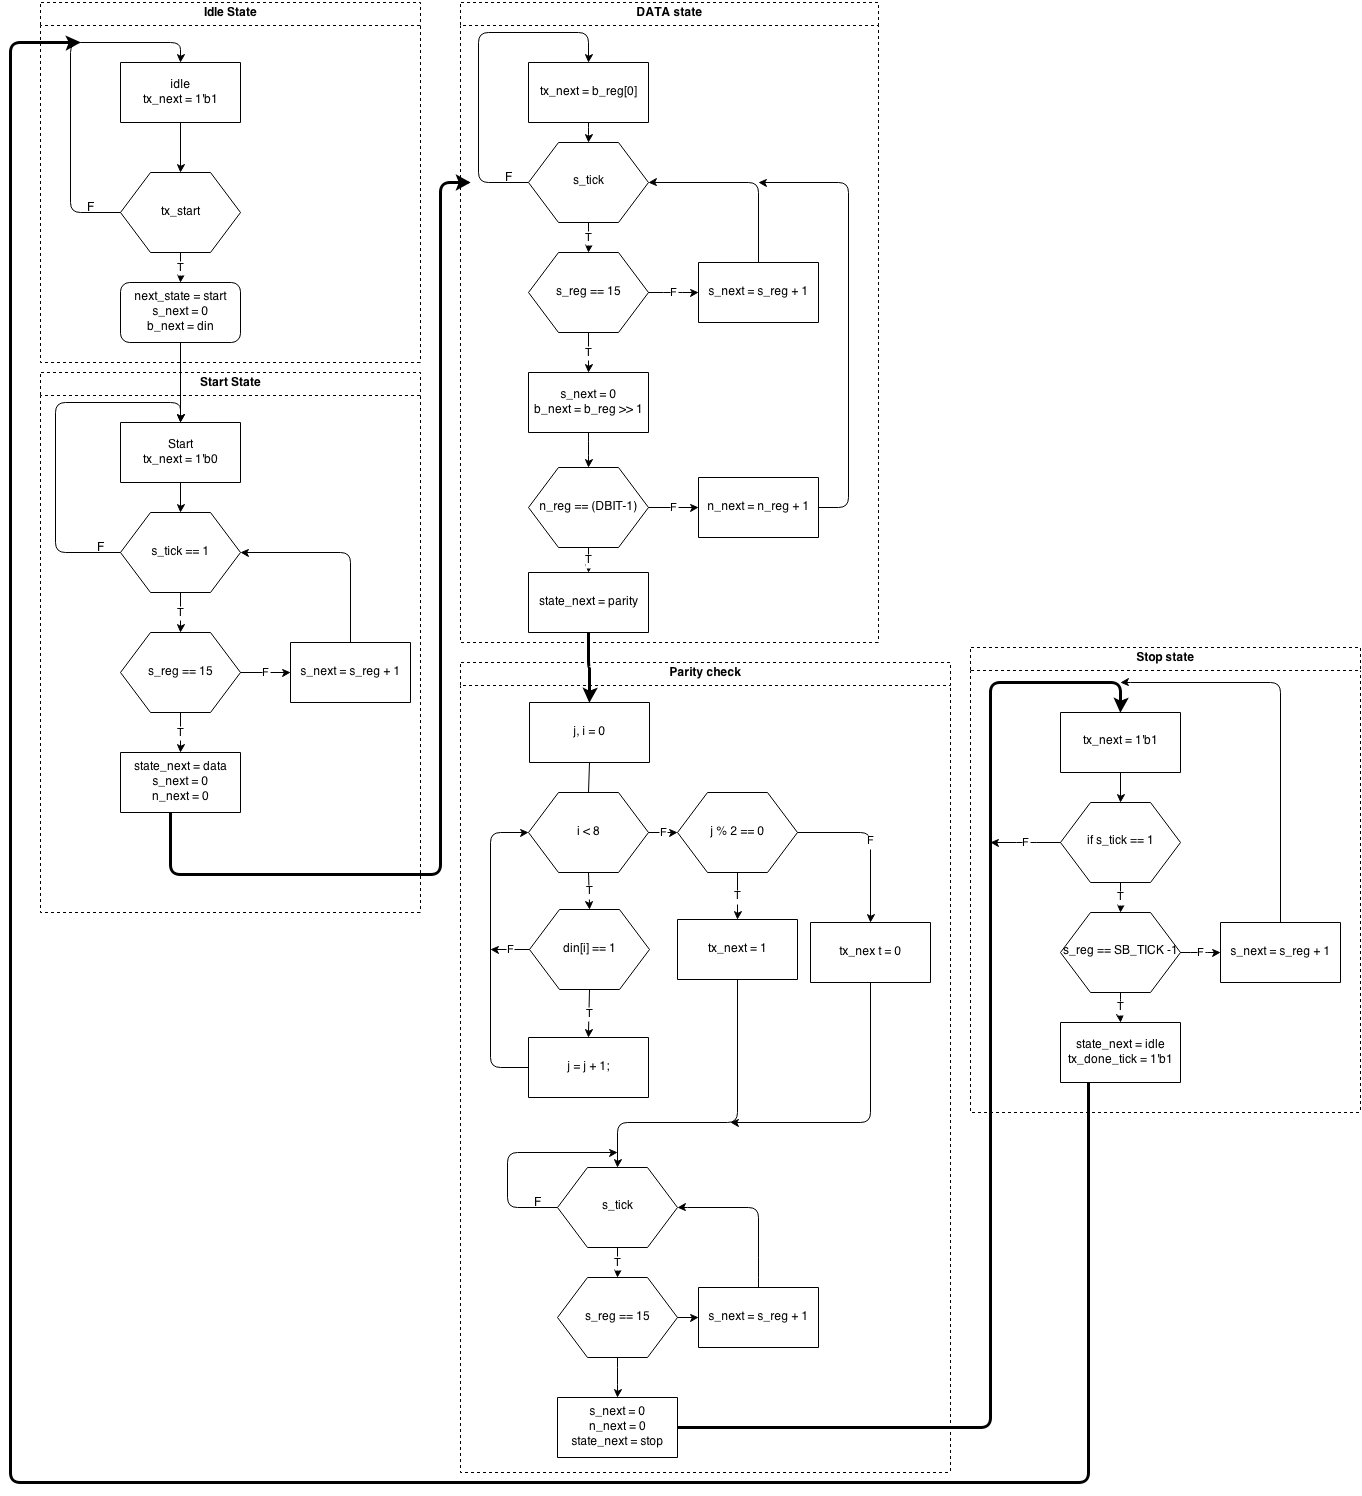 Idle State
idle
tx_next = 1'b1
tx_start
F
T
next_state = start
s_next = 0
b_next = din
Start State
Start
tx_next = 1'b0
s_tick == 1
F
T
s_reg == 15
F
s_next = s_reg + 1
T
state_next = data
s_next = 0
n_next = 0
DATA state
tx_next = b_reg[0]
s_tick
F
T
s_reg == 15
F
s_next = s_reg + 1
T
s_next = 0
b_next = b_reg >> 1
n_reg == (DBIT-1)
F
n_next = n_reg + 1
T
state_next = parity
Parity check
j, i = 0
i < 8
F
j % 2 == 0
F
T
T
din[i] == 1
F
tx_next = 1
tx_nex t = 0
T
j = j + 1;
s_tick
F
T
s_reg == 15
s_next = s_reg + 1
s_next = 0
n_next = 0
state_next = stop
Stop state
tx_next = 1'b1
if s_tick == 1
F
T
s_reg == SB_TICK -1
F
s_next = s_reg + 1
T
state_next = idle
tx_done_tick = 1'b1